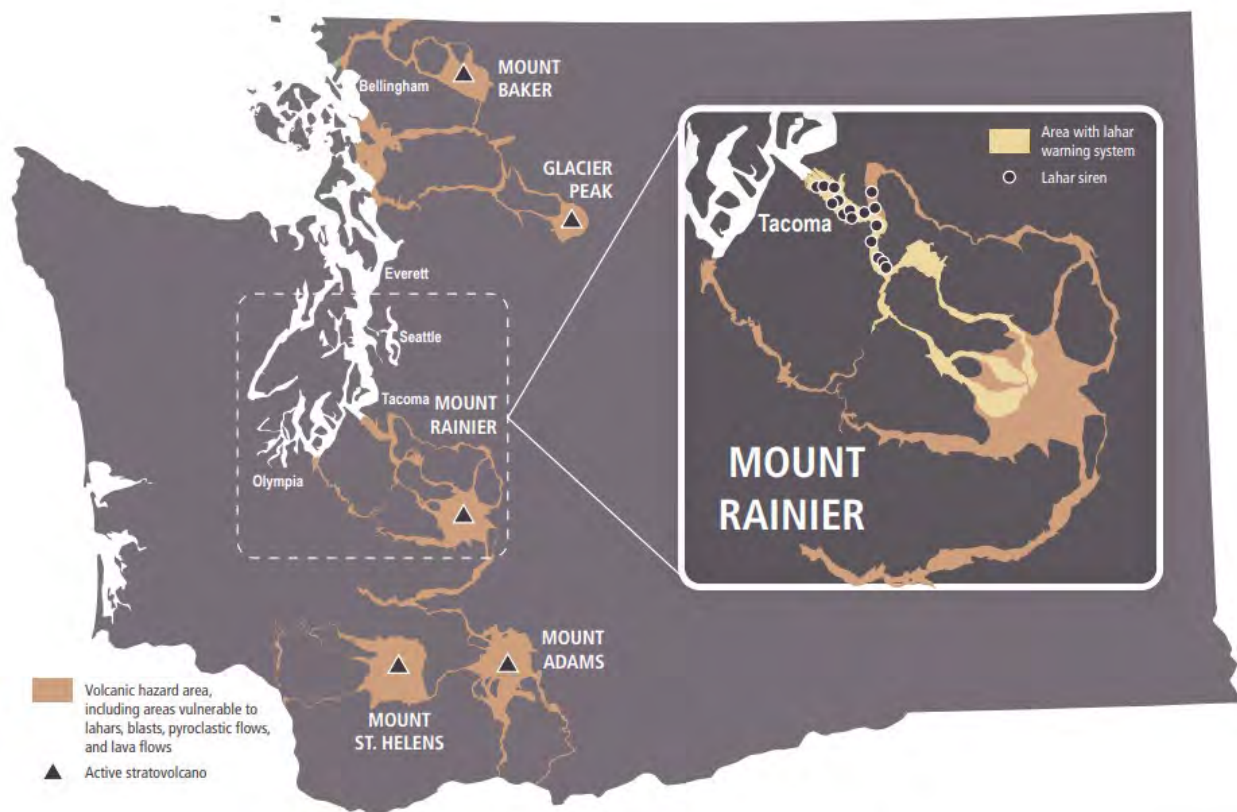 MOUNT
BAKER
Bellingham
GLACIER
PEAK
Everett
Seattle
Tacoma
MOUNT
RAINIER
Olympia
MOUNT
ADAMS
MOUNT
ST. HELENS
Volcanic hazard area,
including areas vulnerable to
lahars, blasts, pyroclastic flows,
and lava flows
Active stratovolcano
Area with lahar
warning system
Lahar siren
Tacoma
MOUNT
RAINIER